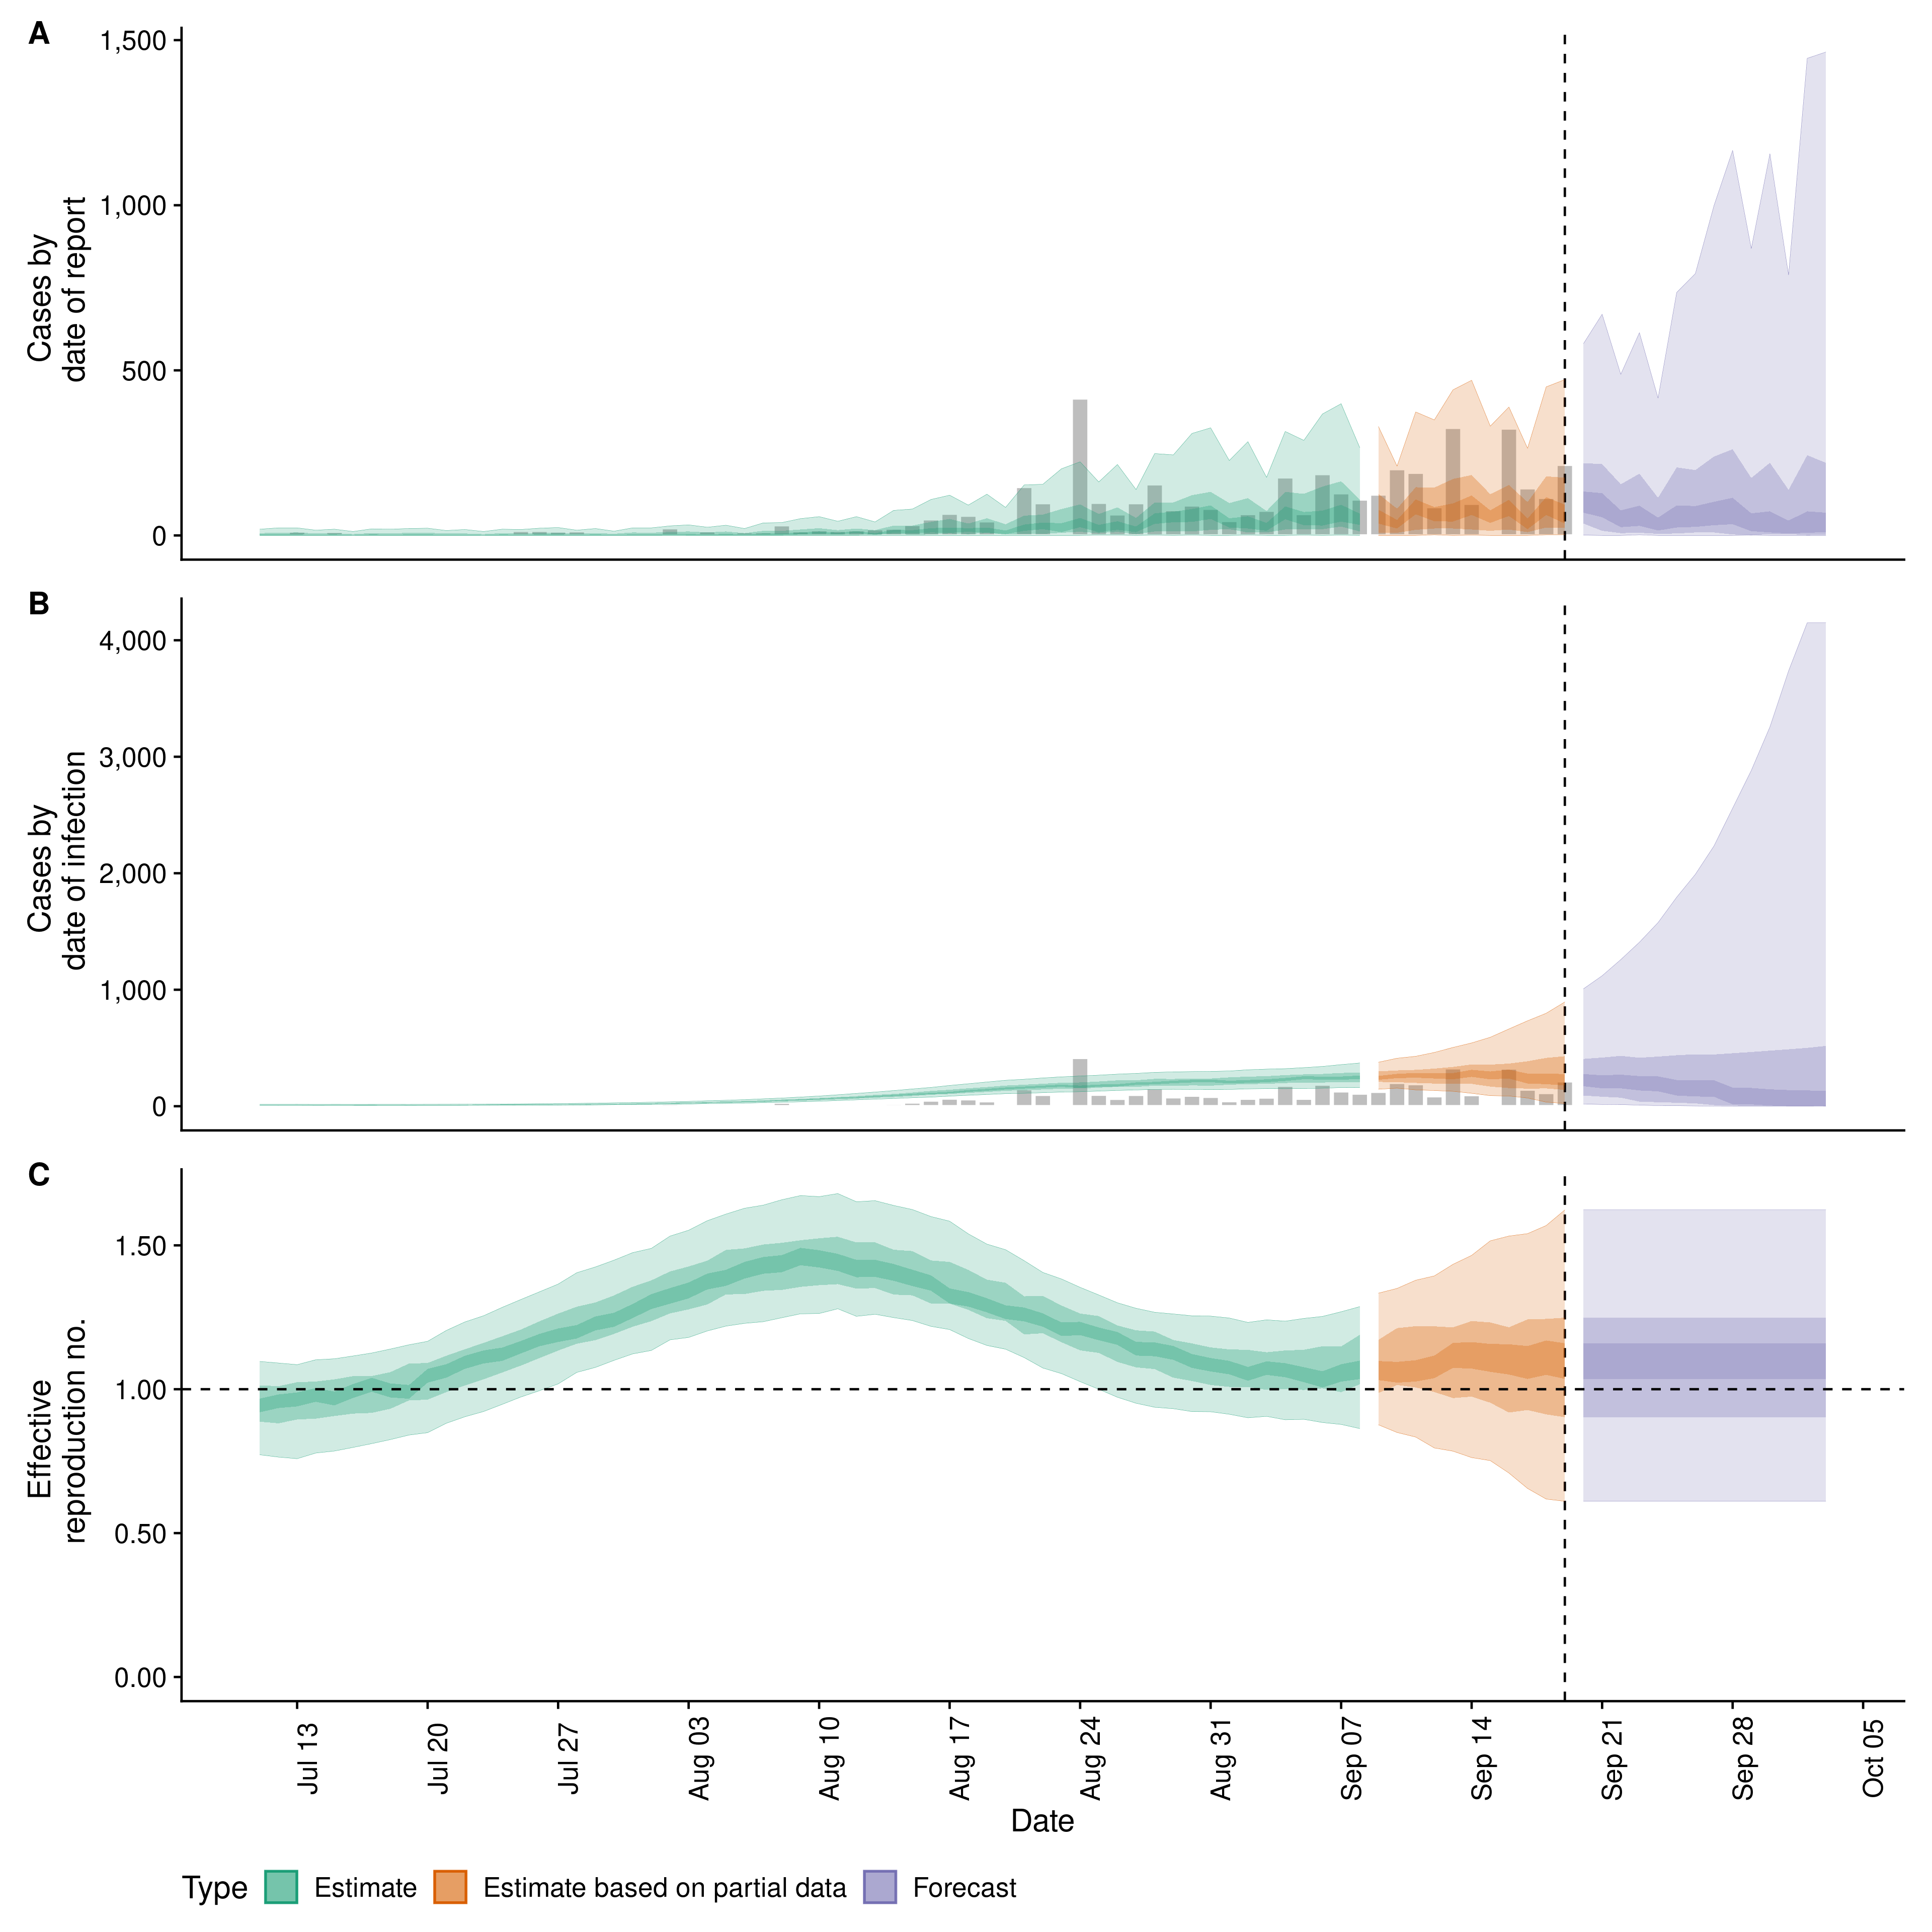 A
1,500
1,000
500
0
Cases by
date of report
B
4,000
3,000
2,000
1,000
0
Cases by
date of infection
C
1.50
1.00
0.50
0.00
Effective
reproduction no.
Jul 13
Jul 20
Jul 27
Aug 03
Aug 10
Aug 17
Aug 24
Aug 31
Sep 07
Sep 14
Sep 21
Sep 28
Oct 05
Date
Type Estimate Estimate based on partial data Forecast